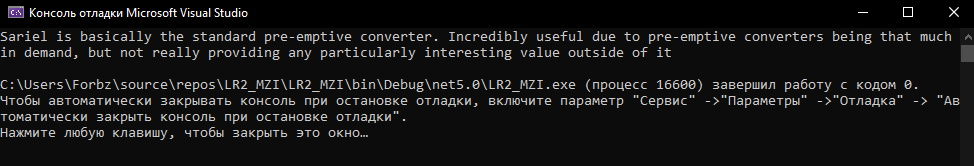 Консоль отладки Microsoft Visual Studio
Sariel is basically the standard pre-emptive converter. Incredibly useful due to pre-emptive converters being that much
in demand, but not really providing any particularly interesting value outside of it
C:\Users\Forbz\source\repos\LR2_MZI\LR2_MZI\bin\Debug\net5.0\LR2_MZI.exe (процесс 16600) завершил работу с кодом 0.
Чтобы автоматически закрывать консоль при остановке отладки, включите параметр "Сервис" ->"Параметры" ->"Отладка" -> "Ав
томатически закрыть консоль при остановке отладки".
Нажмите любую клавишу, чтобы закрыть это окно…